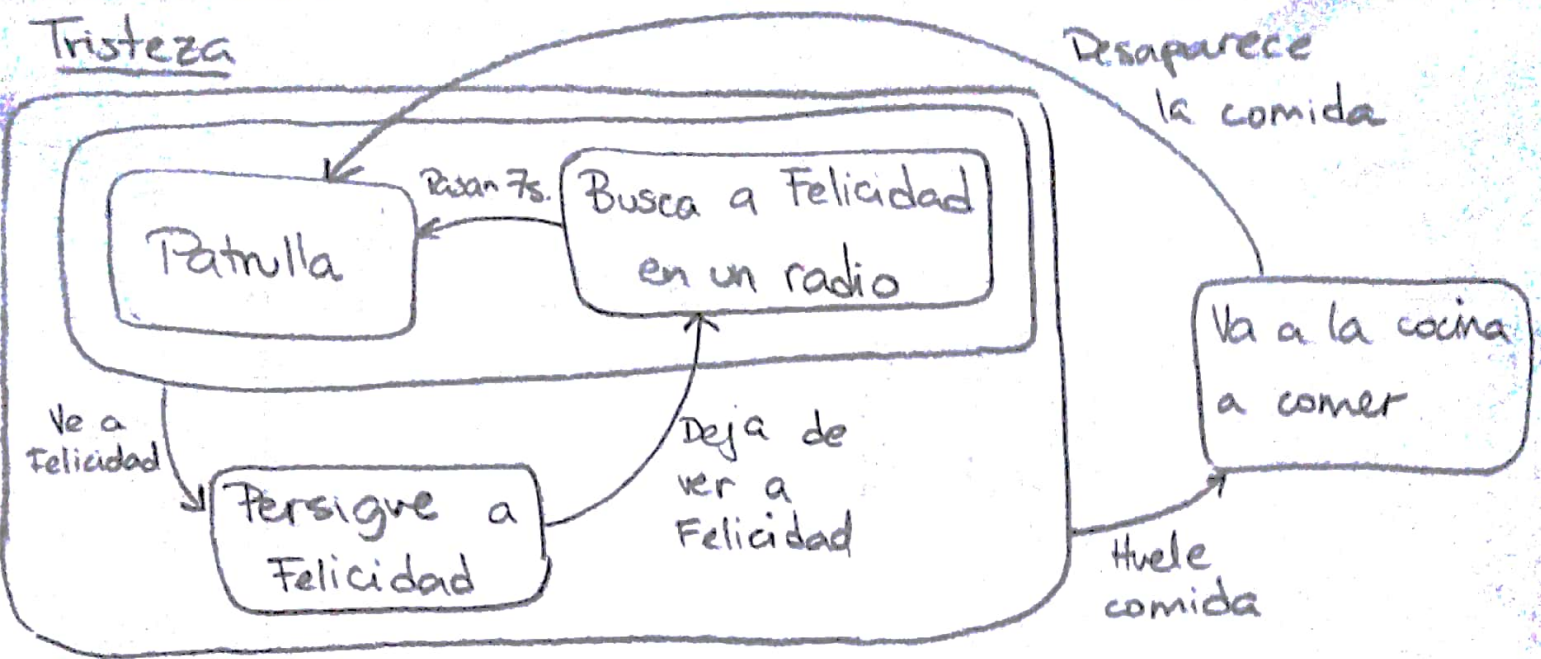 Tristeza
Desaparece
la comida
Pasan 7s.
Busca a Felicidad
en un radio
Patrulla
Va a la cocina
a comer
Ve a
Felicidad
Deja de
ver a
Felicidad
Persigue a
Felicidad
Huele
comida